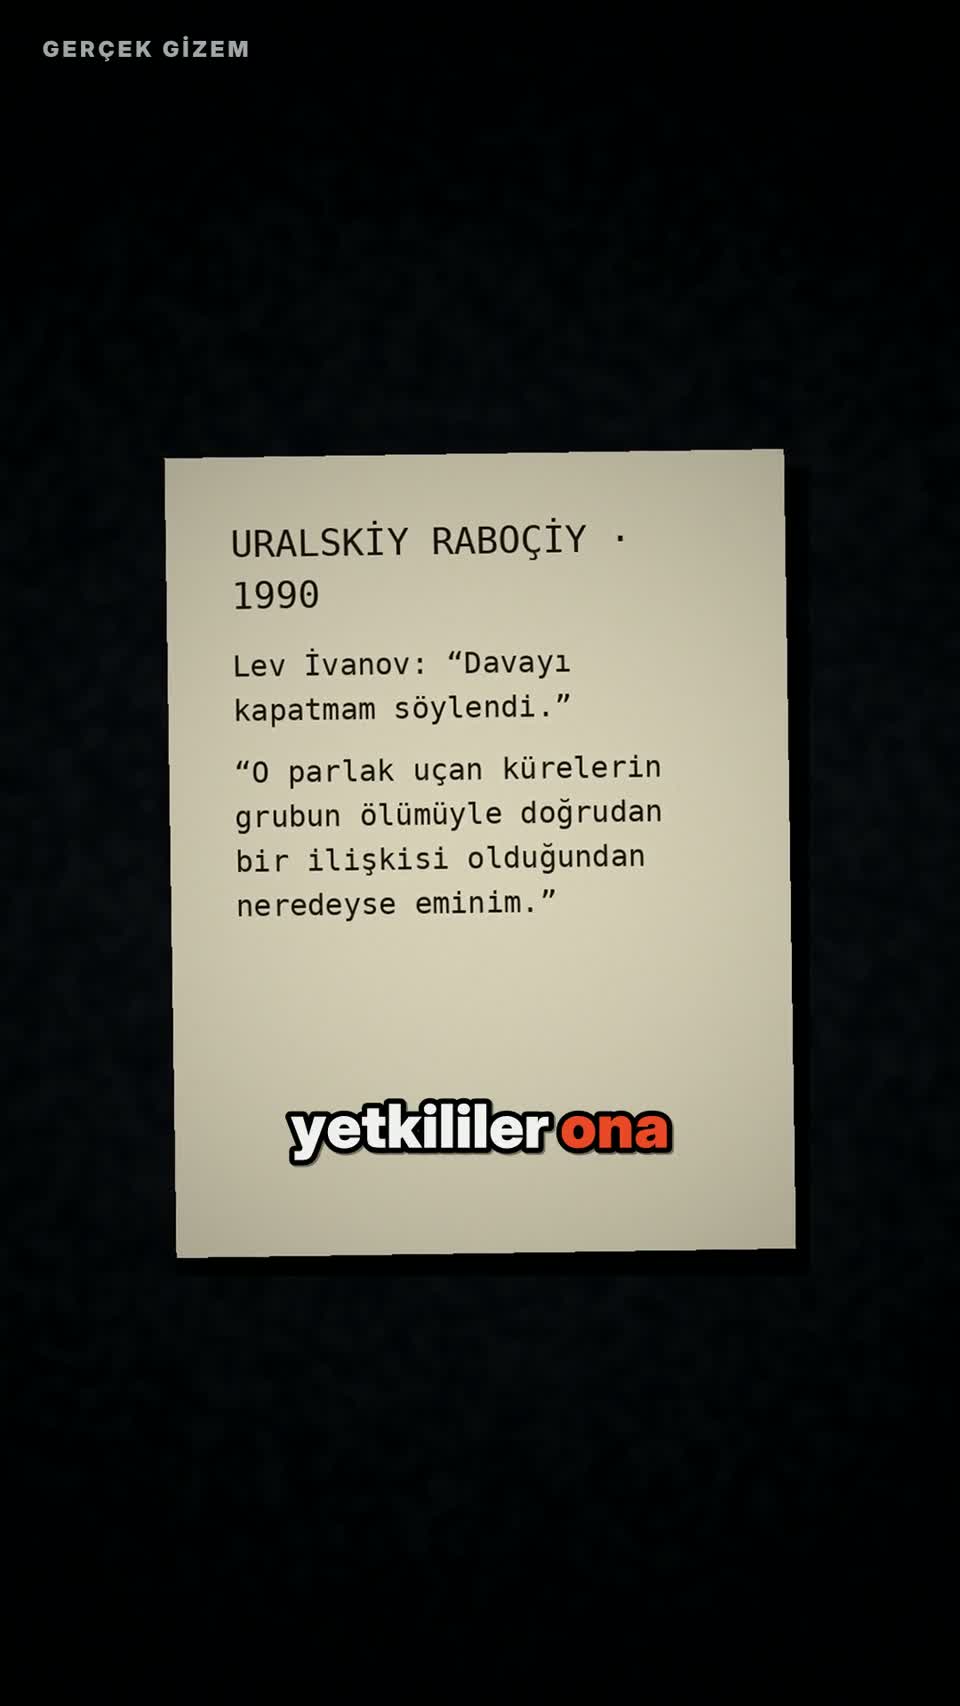 GERÇEK GİZEM
URALSKİY RABOÇİY ·
1990
Lev İvanov: “Davayı
kapatmam söylendi.”
“O parlak uçan kürelerin
grubun ölümüyle doğrudan
bir ilişkisi olduğundan
neredeyse eminim.”
yetkililer ona